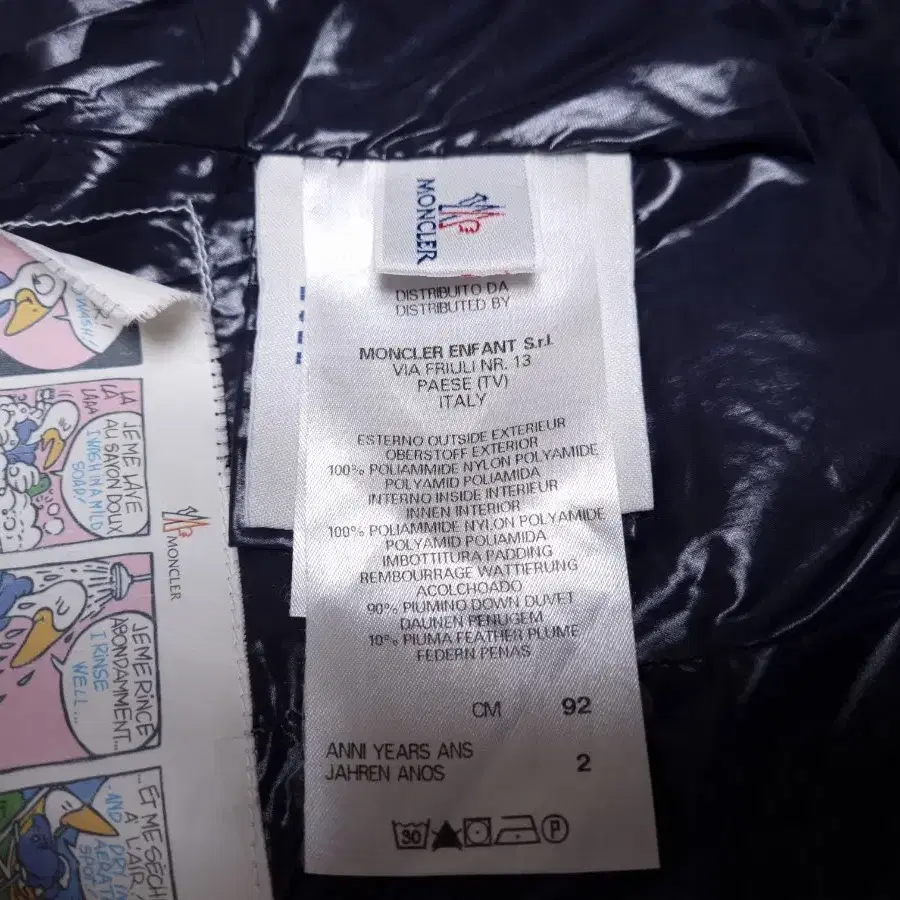 MONCLER
DISTRIBUITO DA
DISTRIBUTED BY
MONCLER ENFANT S.r.l.
VIA FRIULI NR. 13
PAESE (TV)
ITALY
ESTERNO OUTSIDE EXTERIEUR
OBERSTOFF EXTERIOR
100% POLIAMMIDE NYLON POLYAMIDE
POLYAMID POLIAMIDA
INTERNO INSIDE INTERIEUR
INNEN INTERIOR
100% POLIAMMIDE NYLON POLYAMIDE
POLYAMID POLIAMIDA
IMBOTTITURA PADDING
REMBOURRAGE WATTIERUNG
ACOLCHOADO
90% PIUMINO DOWN DUVET
DAUNEN PENUGEM
10% PIUMA FEATHER PLUME
FEDERN PENAS
CM 92
ANNI YEARS ANS
JAHREN ANOS 2
30
P
WASH!
LA
LA
LARA
JE ME LAVE
AU SAVON DOUX
I WASH IN A MILD
SOAP!
MONCLER
JE ME RINCE
ABONDAMMENT...
I RINSE
WELL...
...ET ME SÈCH
À L'AIR
AND